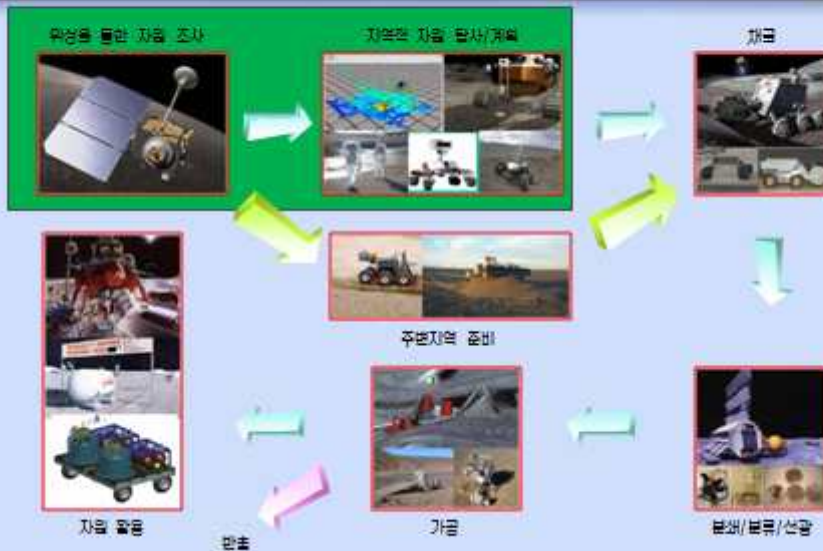 위성을 통한 자원 조사
지역적 자원 탐사/계획
채굴
주변지역 준비
자원 활용
반출
가공
분쇄/분류/선광